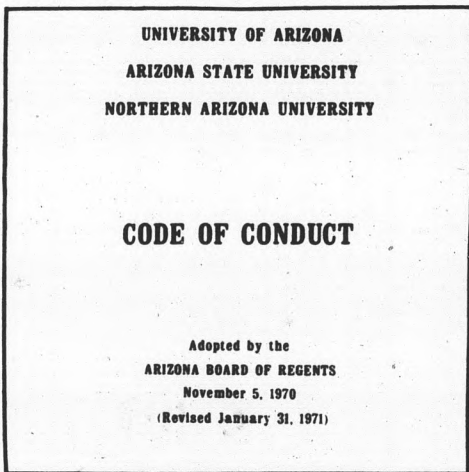 UNIVERSITY OF ARIZONA
ARIZONA STATE UNIVERSITY
NORTHERN ARIZONA UNIVERSITY
CODE OF CONDUCT
Adopted by the
ARIZONA BOARD OF REGENTS
November 5, 1970
(Revised January 31, 1971)